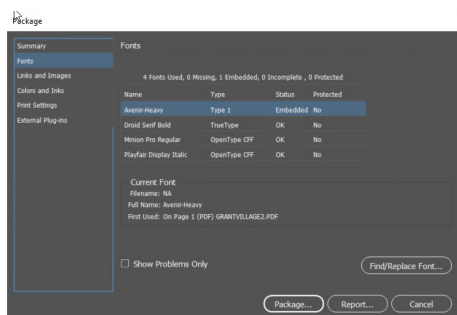 Package
Summary
Fonts
Links and Images
Colors and Inks
Print Settings
External Plug-ins
Fonts
4 Fonts Used, 0 Missing, 1 Embedded, 0 Incomplete , 0 Protected
Name Type Status Protected
Avenir-Heavy Type 1 Embedded No
Droid Serif Bold TrueType OK No
Minion Pro Regular OpenType CFF OK No
Playfair Display Italic OpenType CFF OK No
Current Font
Filename: NA
Full Name: Avenir-Heavy
First Used: On Page 1 (PDF) GRANTVILLAGE2.PDF
Show Problems Only
Find/Replace Font...
Package... Report... Cancel